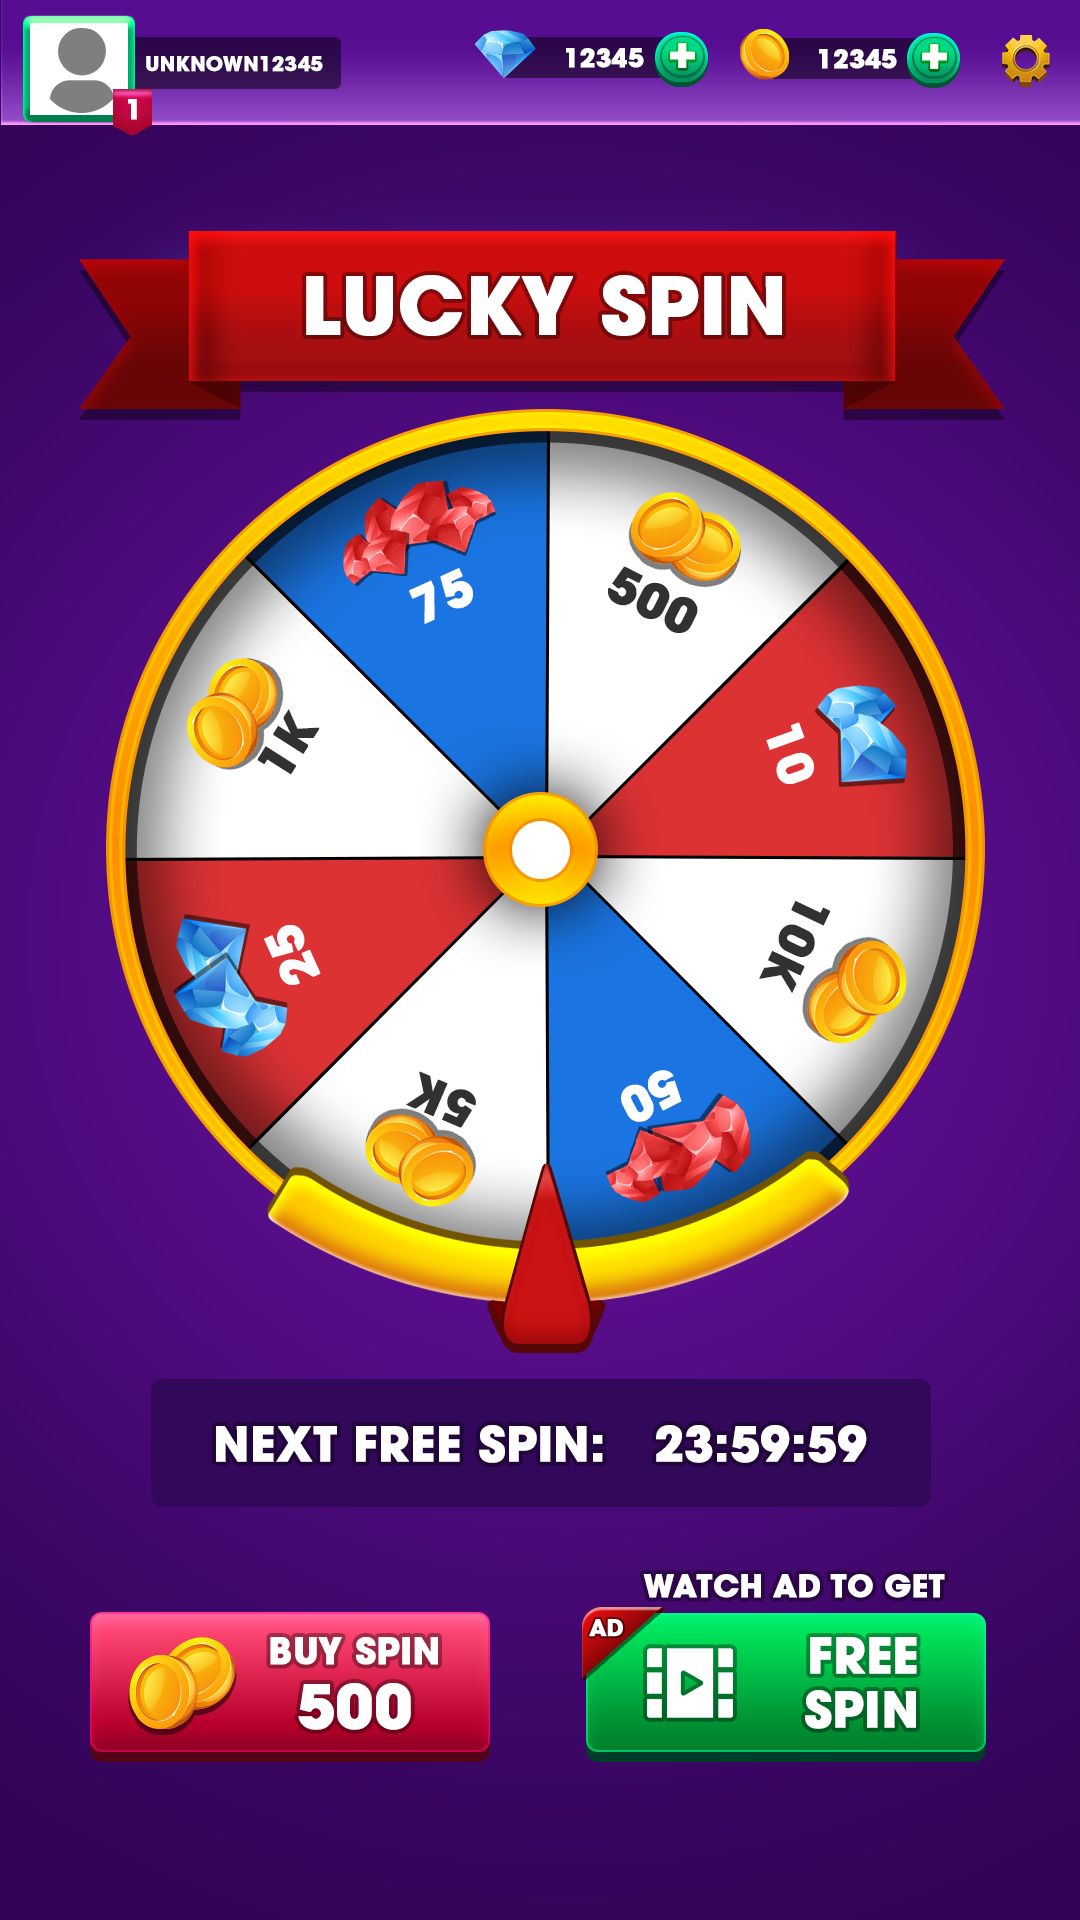 UNKNOWN12345
1
12345
12345
LUCKY SPIN
75
500
1K
10
25
10K
5K
50
NEXT FREE SPIN: 23:59:59
WATCH AD TO GET
BUY SPIN
500
AD
FREE
SPIN